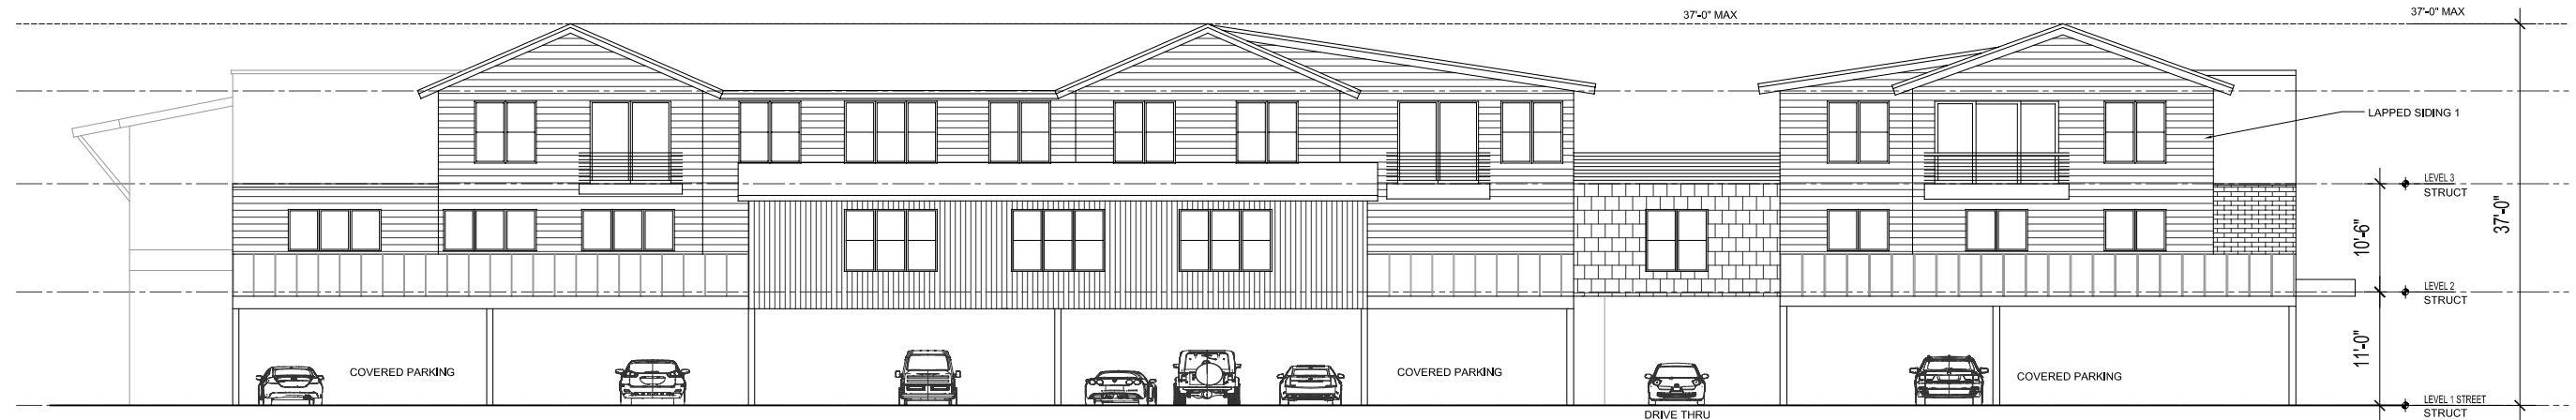 37'-0" MAX
37'-0" MAX
LAPPED SIDING 1
LEVEL 3
STRUCT
10'-6"
37'-0"
LEVEL 2
STRUCT
11'-0"
COVERED PARKING
COVERED PARKING
COVERED PARKING
DRIVE THRU
LEVEL 1 STREET
STRUCT